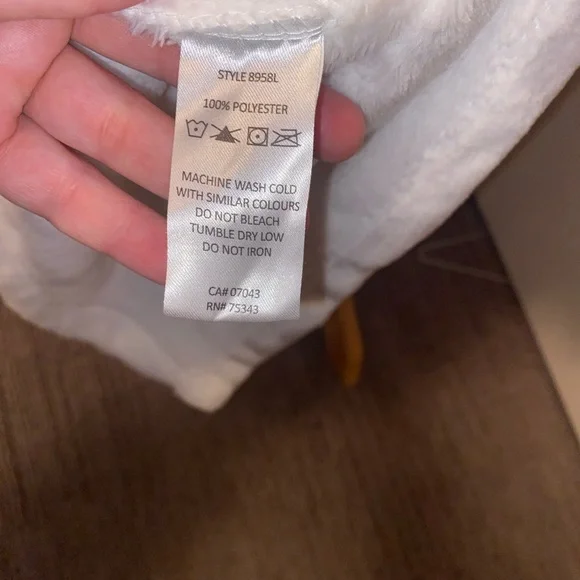 STYLE 8958L
100% POLYESTER
MACHINE WASH COLD
WITH SIMILAR COLOURS
DO NOT BLEACH
TUMBLE DRY LOW
DO NOT IRON
CA# 07043
RN# 75343